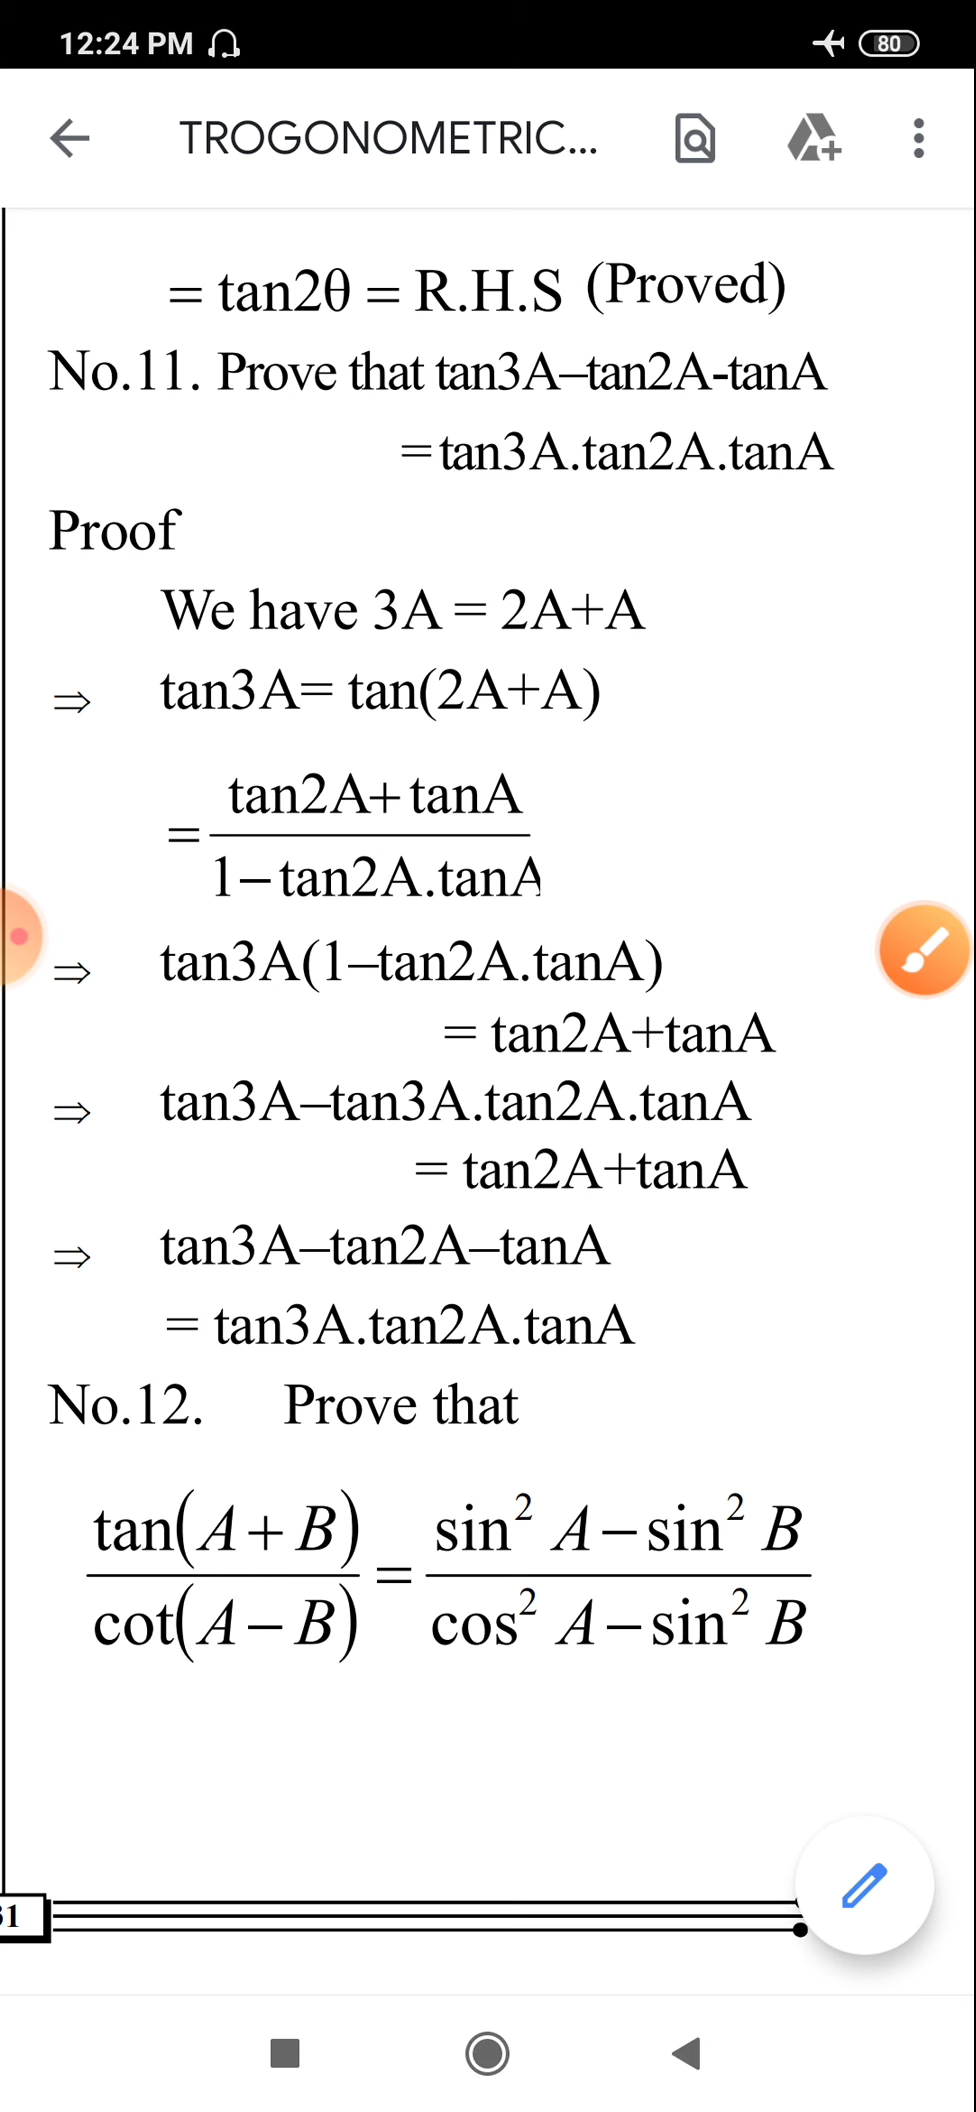 12:24 PM
80
TROGONOMETRIC...
= tan2θ = R.H.S (Proved)
No.11. Prove that tan3A–tan2A-tanA
=tan3A.tan2A.tanA
Proof
We have 3A = 2A+A
⇒ tan3A= tan(2A+A)
= tan2A+tanA
1–tan2A.tanA
⇒ tan3A(1–tan2A.tanA)
= tan2A+tanA
⇒ tan3A–tan3A.tan2A.tanA
= tan2A+tanA
⇒ tan3A–tan2A–tanA
= tan3A.tan2A.tanA
No.12. Prove that
tan(A+B) = sin² A–sin² B
cot(A–B) cos² A–sin² B
31